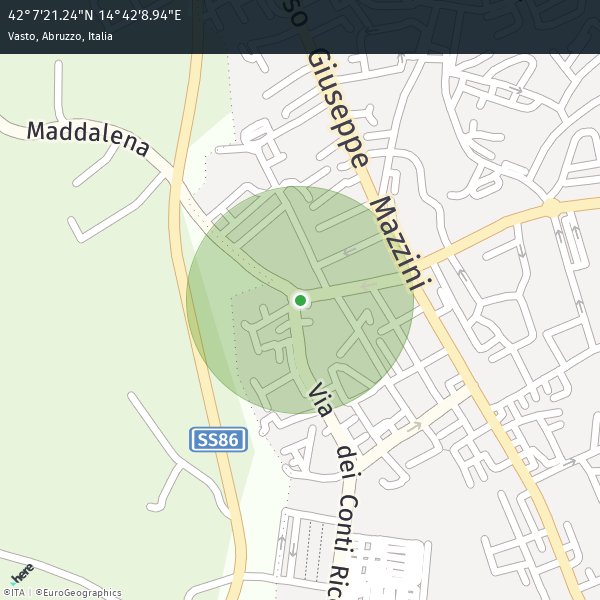 42°7'21.24"N 14°42'8.94"E
Vasto, Abruzzo, Italia
so Giuseppe Mazzini
Maddalena
SS86
Via dei Conti Ricc
here
©ITA | ©EuroGeographics